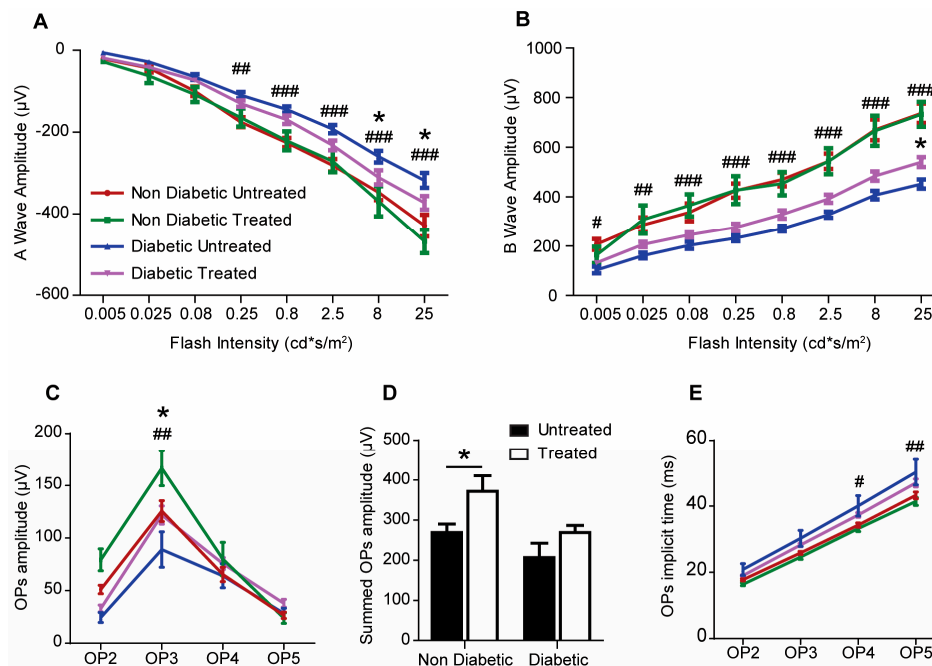 A
A Wave Amplitude (µV)
0
-200
-400
-600
##
###
###
*
###
*
###
Non Diabetic Untreated
Non Diabetic Treated
Diabetic Untreated
Diabetic Treated
0.005 0.025 0.08 0.25 0.8 2.5 8 25
Flash Intensity (cd*s/m²)
B
B Wave Amplitude (µV)
1000
800
600
400
200
0
#
##
###
###
###
###
###
###
*
0.005 0.025 0.08 0.25 0.8 2.5 8 25
Flash Intensity (cd*s/m²)
C
OPs amplitude (µV)
200
150
100
50
0
*
##
OP2 OP3 OP4 OP5
D
Summed OPs amplitude (µV)
500
400
300
200
100
0
*
Untreated
Treated
Non Diabetic Diabetic
E
OPs implicit time (ms)
60
40
20
0
#
##
OP2 OP3 OP4 OP5